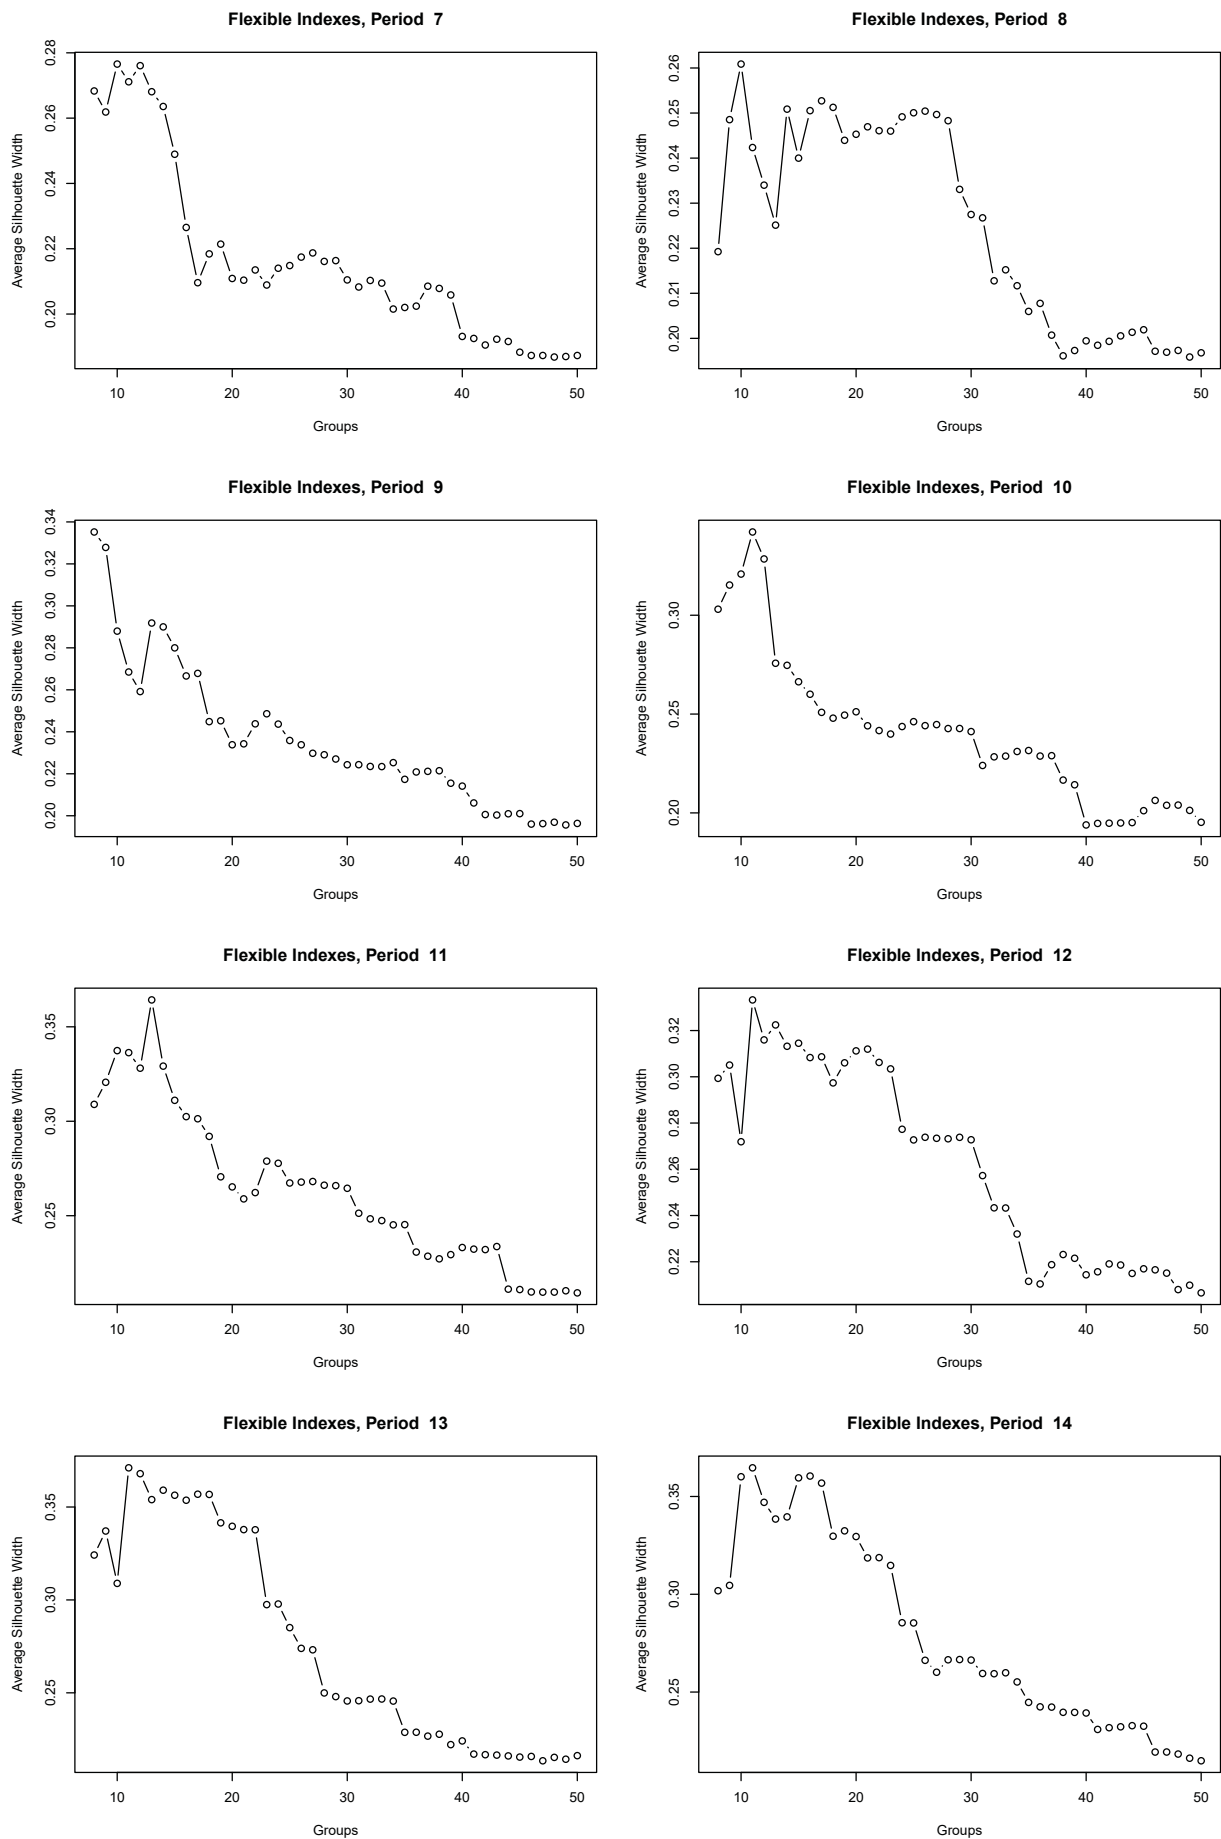 Flexible Indexes, Period 7
Average Silhouette Width
0.20 0.22 0.24 0.26 0.28
10 20 30 40 50
Groups
Flexible Indexes, Period 8
Average Silhouette Width
0.20 0.21 0.22 0.23 0.24 0.25 0.26
10 20 30 40 50
Groups
Flexible Indexes, Period 9
Average Silhouette Width
0.20 0.22 0.24 0.26 0.28 0.30 0.32 0.34
10 20 30 40 50
Groups
Flexible Indexes, Period 10
Average Silhouette Width
0.20 0.25 0.30
10 20 30 40 50
Groups
Flexible Indexes, Period 11
Average Silhouette Width
0.25 0.30 0.35
10 20 30 40 50
Groups
Flexible Indexes, Period 12
Average Silhouette Width
0.22 0.24 0.26 0.28 0.30 0.32
10 20 30 40 50
Groups
Flexible Indexes, Period 13
Average Silhouette Width
0.25 0.30 0.35
10 20 30 40 50
Groups
Flexible Indexes, Period 14
Average Silhouette Width
0.25 0.30 0.35
10 20 30 40 50
Groups